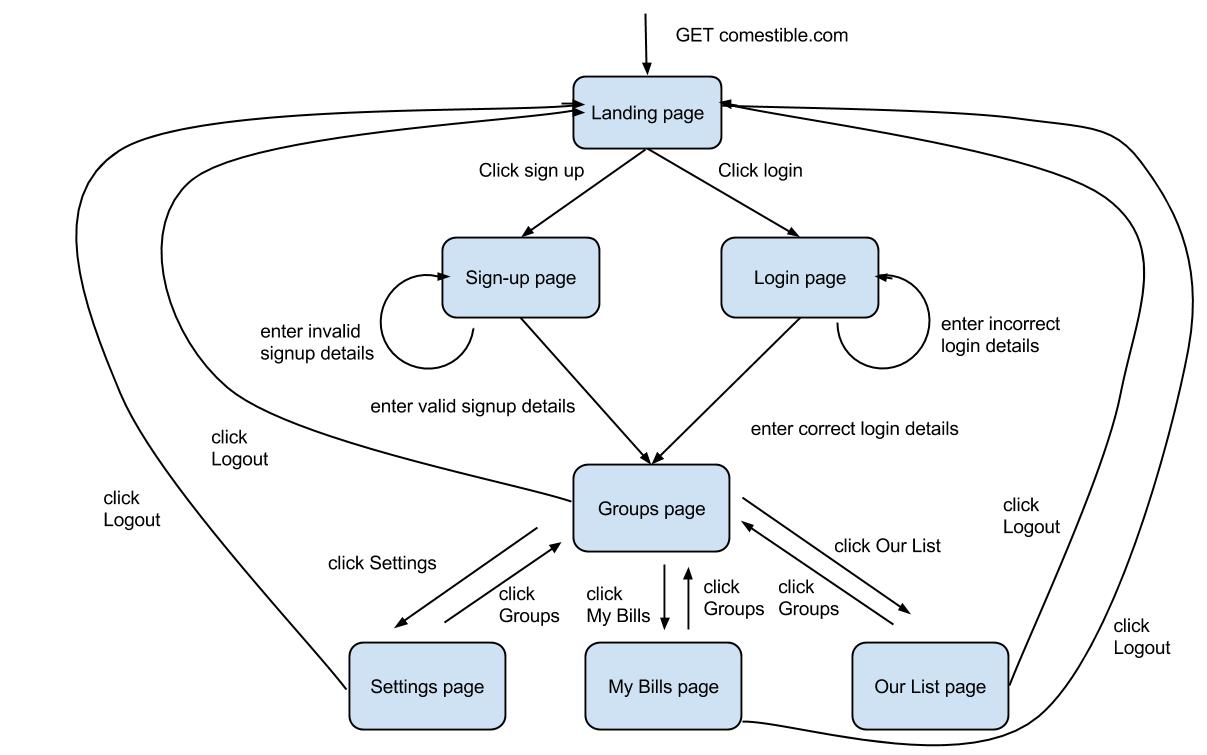 GET comestible.com
Landing page
Click sign up
Click login
Sign-up page
Login page
enter invalid
signup details
enter incorrect
login details
enter valid signup details
enter correct login details
click
Logout
click
Logout
Groups page
click
Logout
click Settings
click Our List
click
Groups
click
My Bills
click
Groups
click
Groups
click
Logout
Settings page
My Bills page
Our List page